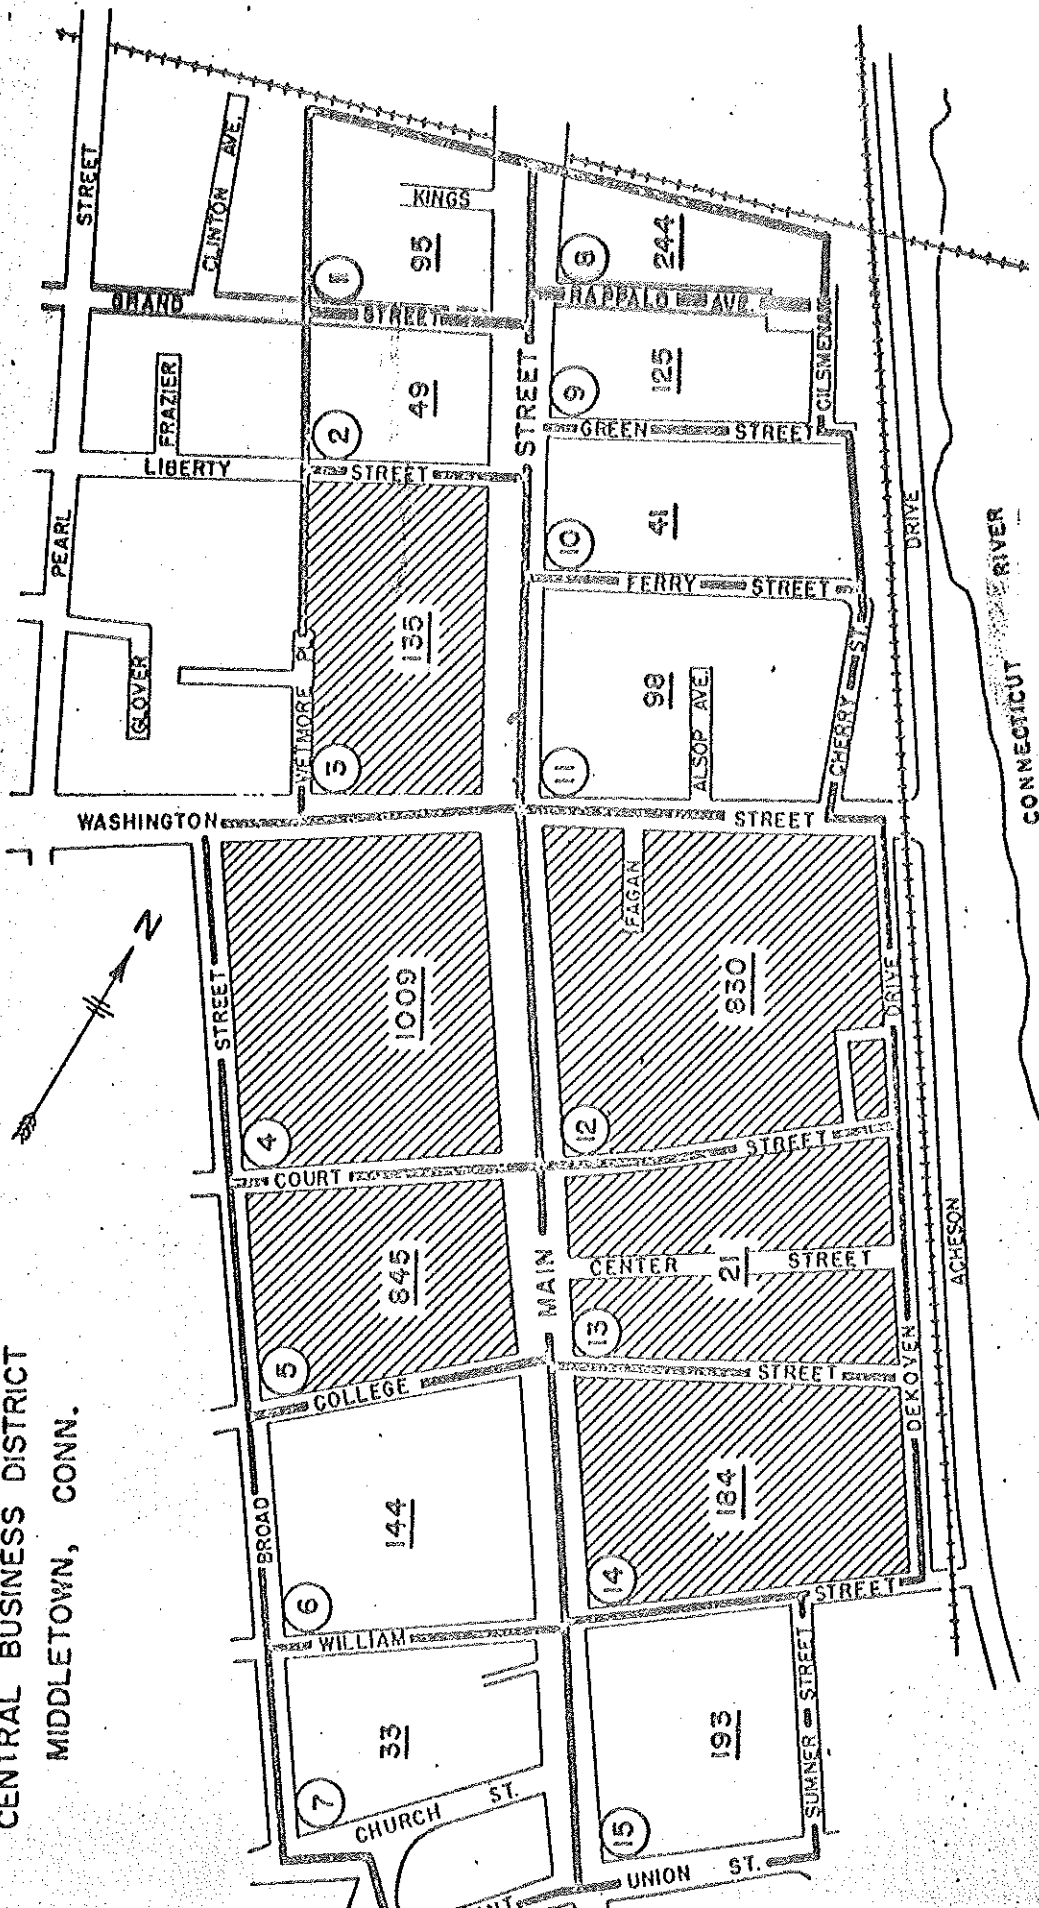 CENTRAL BUSINESS DISTRICT
MIDDLETOWN, CONN.
STREET
CLINTON AVE.
KINGS
95
1
GRAND
STREET
8
244
RAPPALO AVE.
FRAZIER
49
2
STREET
9
125
GILSMENAN
GREEN STREET
LIBERTY
STREET
PEARL
10
41
FERRY STREET
DRIVE
GLOVER
WETMORE PL.
135
3
98
ALSOP AVE.
11
CHERRY ST.
CONNECTICUT RIVER
WASHINGTON
STREET
N
STREET
1009
4
FAGAN
830
DRIVE
12
COURT
STREET
845
5
MAIN
CENTER
21
STREET
13
ACHESON
COLLEGE
STREET
DEKOVEN
BROAD
144
6
184
14
WILLIAM
STREET
33
7
CHURCH ST.
193
15
SUMNER STREET
UNION ST.